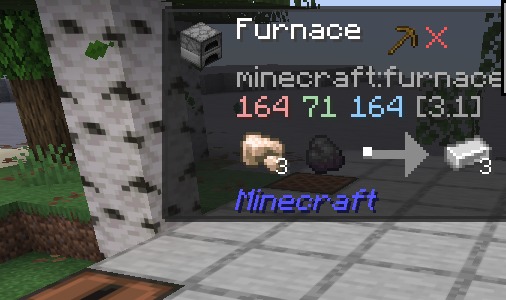 Furnace
minecraft:furnace
164 71 164 [3.1]
3 3
Minecraft